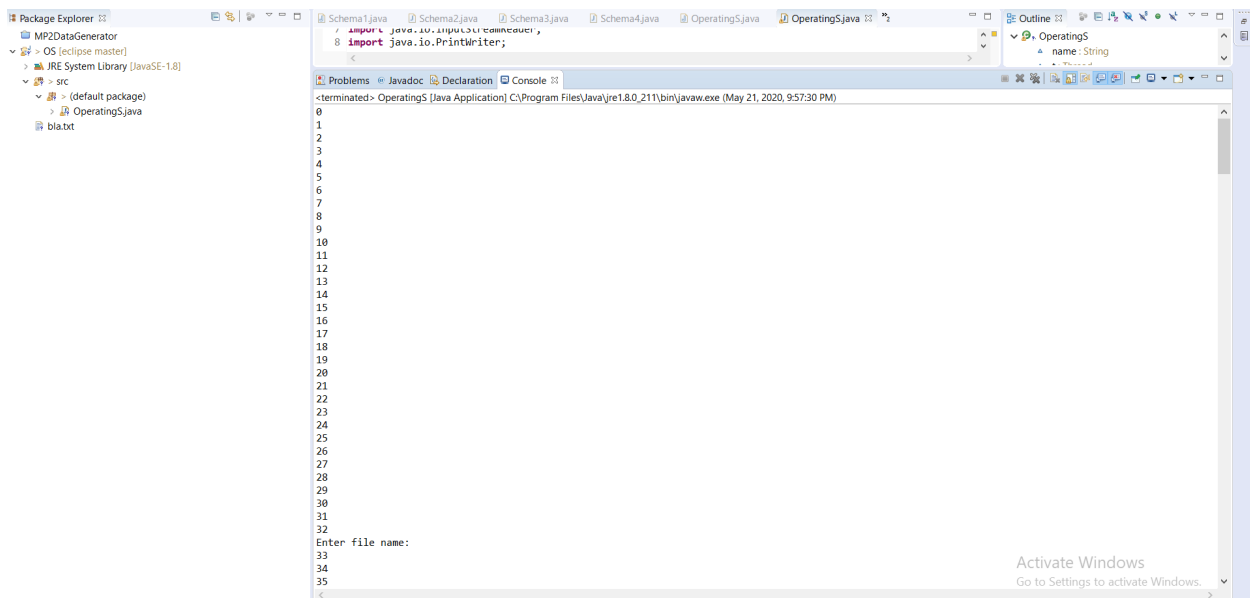 Package Explorer
MP2DataGenerator
> OS [eclipse master]
JRE System Library [JavaSE-1.8]
> src
> (default package)
> OperatingS.java
bla.txt
Schema1.java Schema2.java Schema3.java Schema4.java OperatingS.java OperatingS.java »2
7 import java.io.InputStreamReader;
8 import java.io.PrintWriter;
Outline
OperatingS
name : String
t : Thread
Problems @ Javadoc Declaration Console
<terminated> OperatingS [Java Application] C:\Program Files\Java\jre1.8.0_211\bin\javaw.exe (May 21, 2020, 9:57:30 PM)
0
1
2
3
4
5
6
7
8
9
10
11
12
13
14
15
16
17
18
19
20
21
22
23
24
25
26
27
28
29
30
31
32
Enter file name:
33
34
35
Activate Windows
Go to Settings to activate Windows.